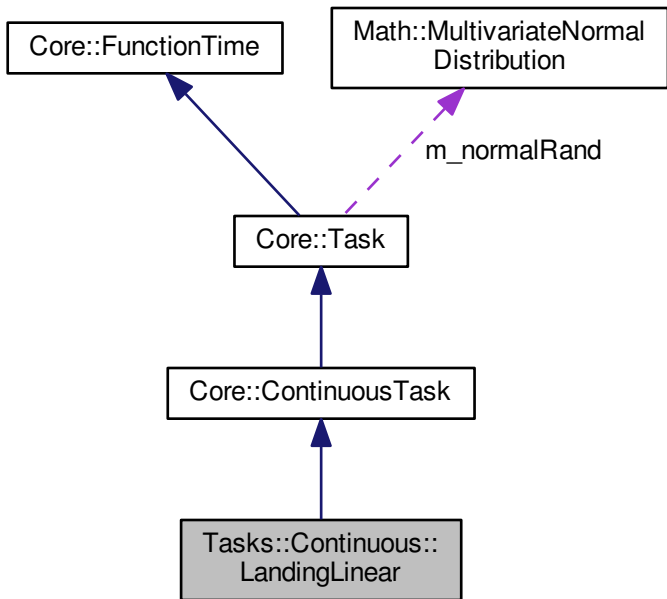 Core::FunctionTime
Math::MultivariateNormal
Distribution
m_normalRand
Core::Task
Core::ContinuousTask
Tasks::Continuous::
LandingLinear